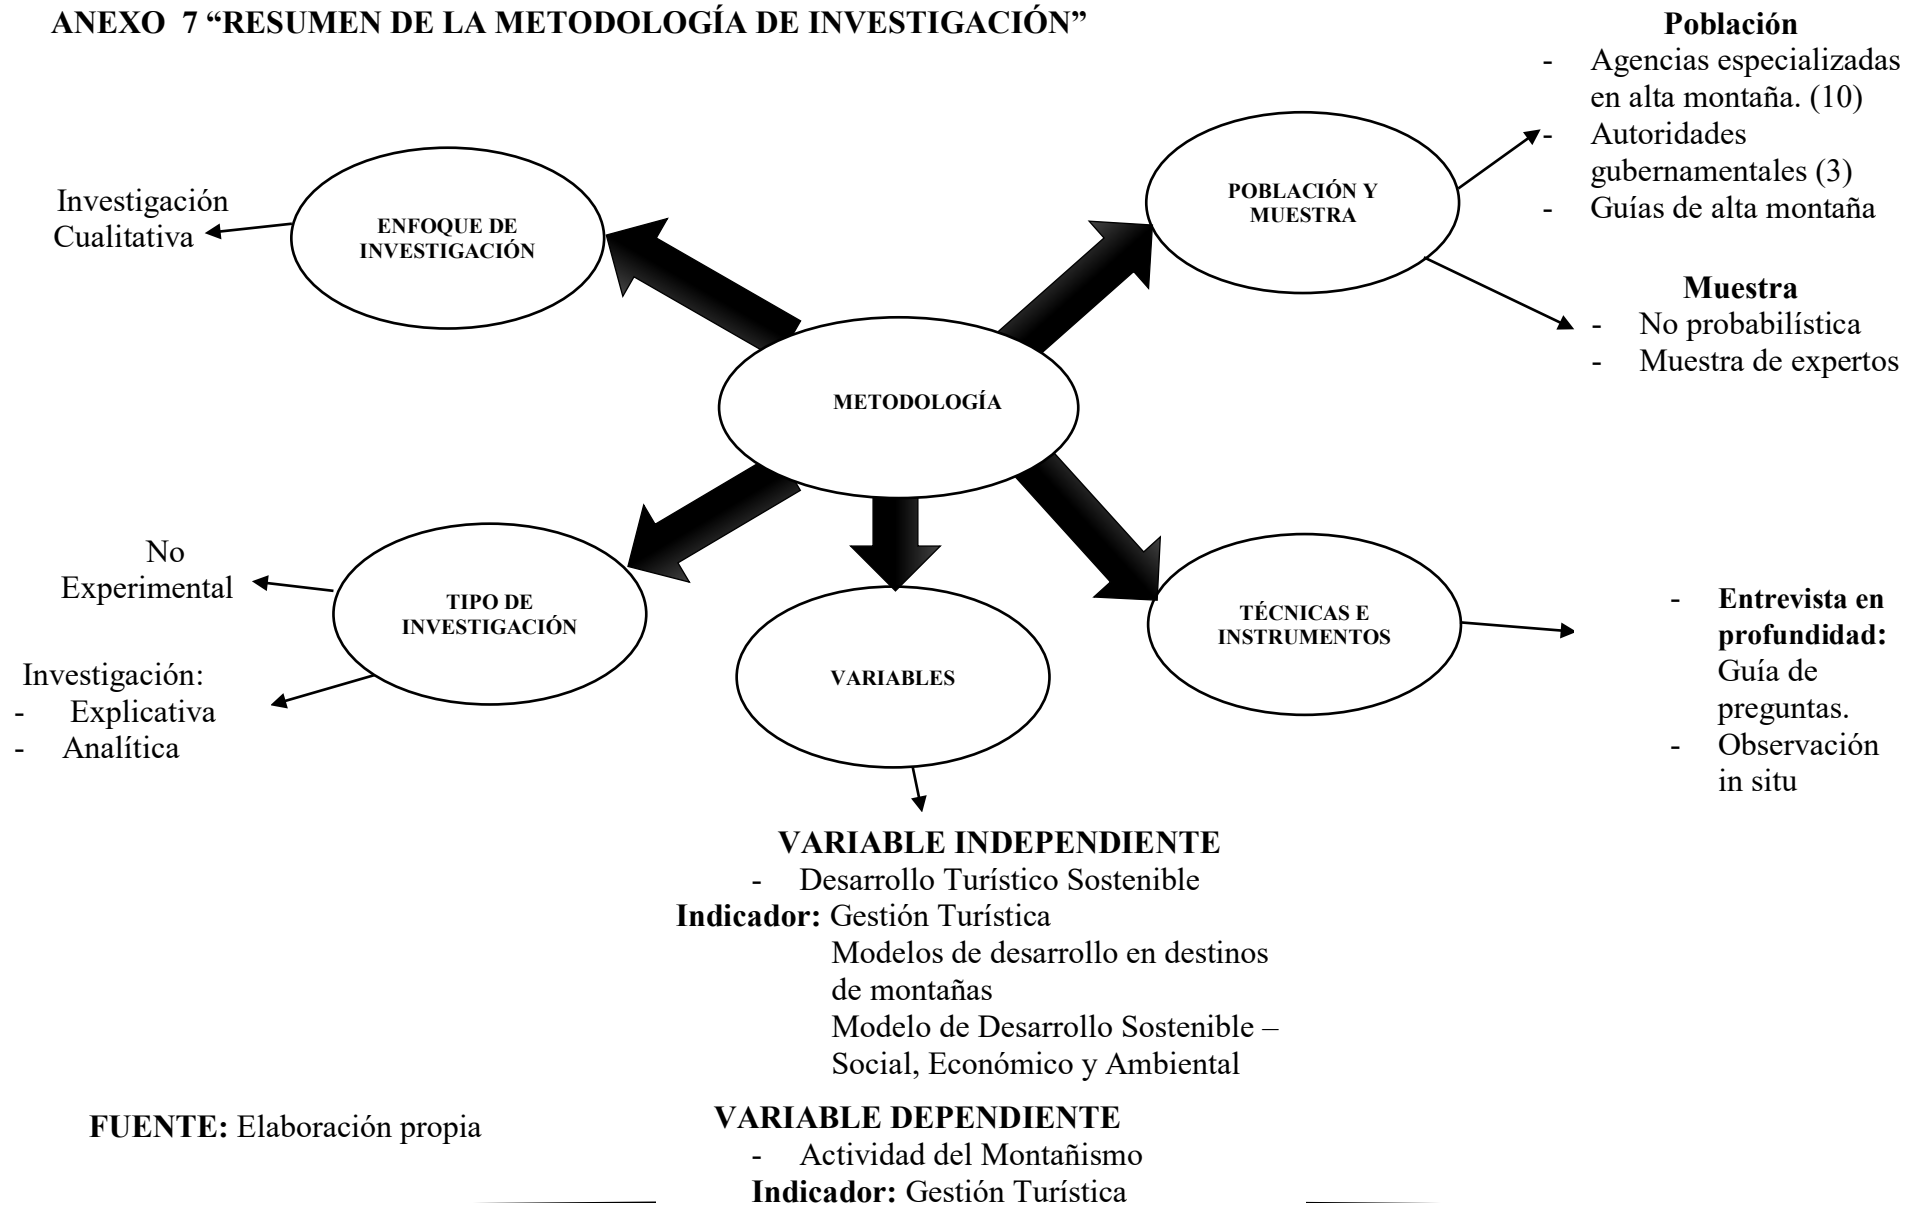 ANEXO 7 “RESUMEN DE LA METODOLOGÍA DE INVESTIGACIÓN”
Población
- Agencias especializadas
en alta montaña. (10)
- Autoridades
gubernamentales (3)
- Guías de alta montaña
Muestra
- No probabilística
- Muestra de expertos
POBLACIÓN Y
MUESTRA
Investigación
Cualitativa
ENFOQUE DE
INVESTIGACIÓN
METODOLOGÍA
No
Experimental
Investigación:
- Explicativa
- Analítica
TIPO DE
INVESTIGACIÓN
VARIABLES
TÉCNICAS E
INSTRUMENTOS
- Entrevista en
profundidad:
Guía de
preguntas.
- Observación
in situ
VARIABLE INDEPENDIENTE
- Desarrollo Turístico Sostenible
Indicador: Gestión Turística
Modelos de desarrollo en destinos
de montañas
Modelo de Desarrollo Sostenible –
Social, Económico y Ambiental
VARIABLE DEPENDIENTE
- Actividad del Montañismo
Indicador: Gestión Turística
FUENTE: Elaboración propia